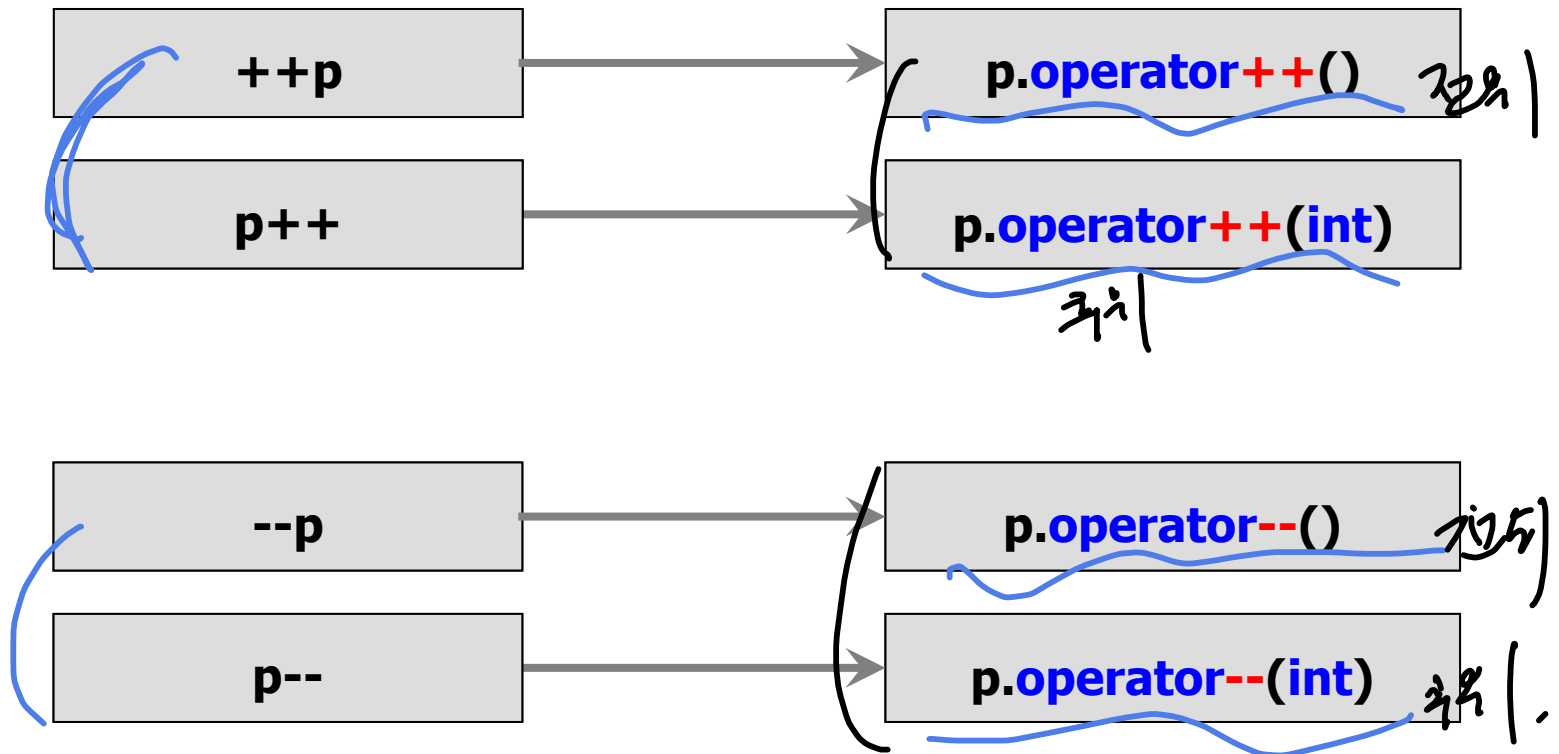 ++p
p.operator++()
전위
p++
p.operator++(int)
후위
--p
p.operator--()
전위
p--
p.operator--(int)
후위.